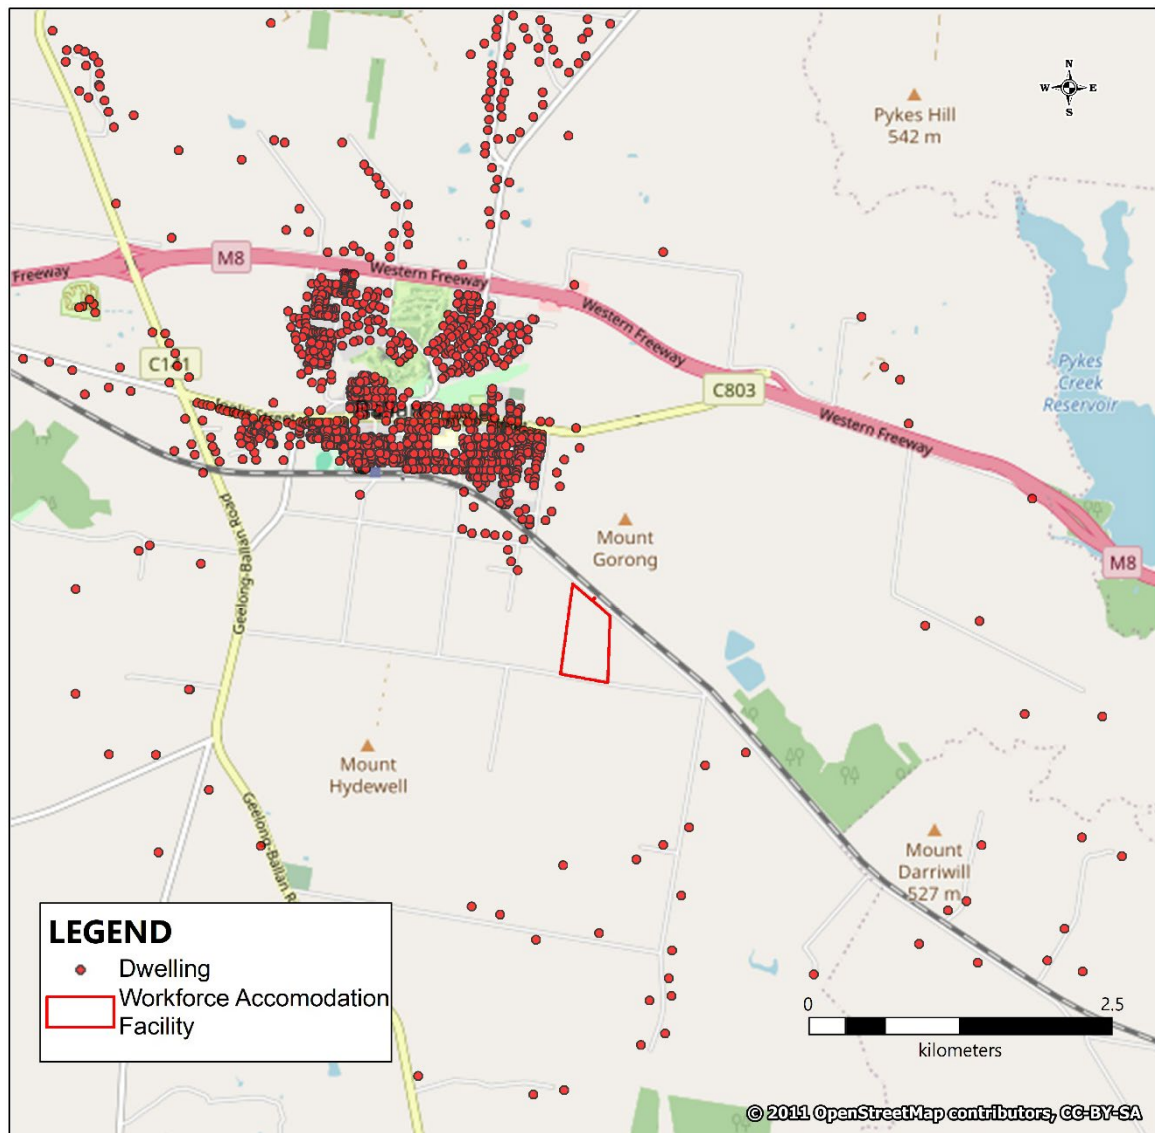 N
W
E
S
Pykes Hill
542 m
M8
Freeway
Western Freeway
Western Freeway
Pykes
Creek
Reservoir
C141
C803
Western Freeway
Street
Geelong-Ballan Road
Mount
Gorong
M8
Mount
Hydewell
Geelong-Ballan R
Mount
Darriwill
527 m
LEGEND
Dwelling
Workforce Accomodation
Facility
0
2.5
kilometers
© 2011 OpenStreetMap contributors, CC-BY-SA